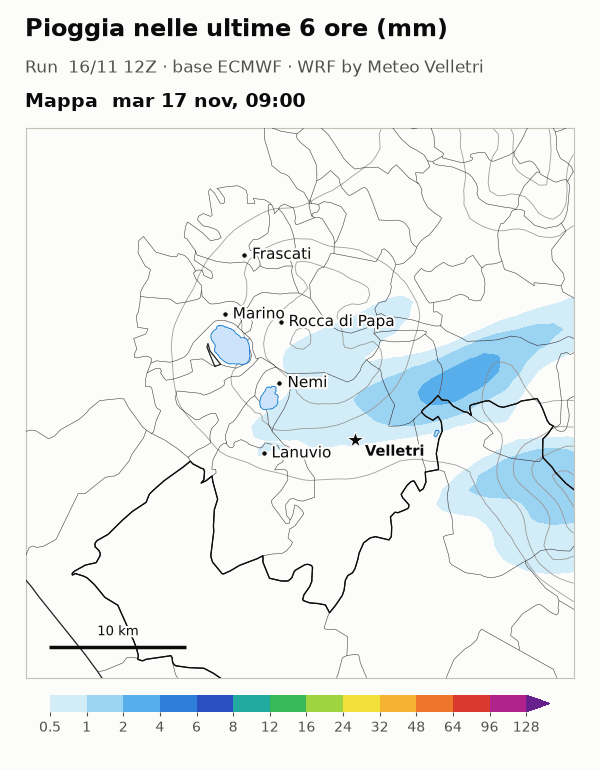 Pioggia nelle ultime 6 ore (mm)
Run 16/11 12Z · base ECMWF · WRF by Meteo Velletri
Mappa mar 17 nov, 09:00
Frascati
Marino
Rocca di Papa
Nemi
Velletri
Lanuvio
10 km
0.5 1 2 4 6 8 12 16 24 32 48 64 96 128